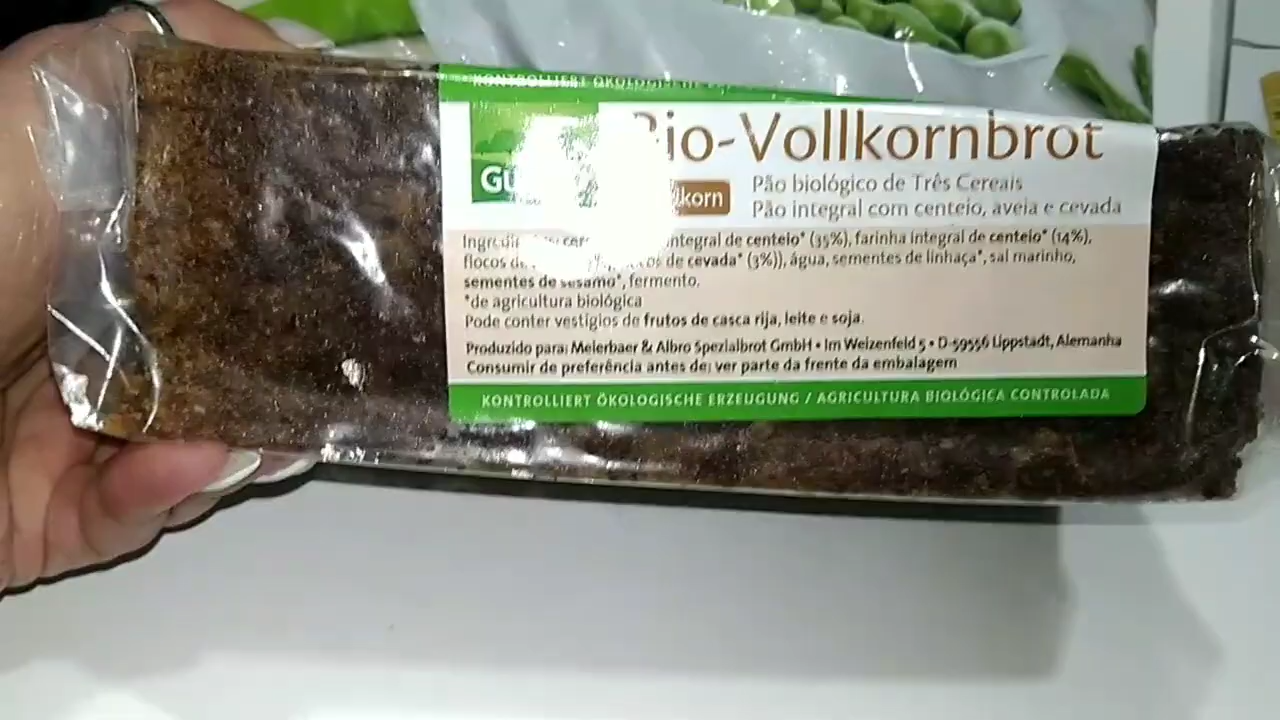 KONTROLLIERT ÖKOLOGISCHE
Bio-Vollkornbrot
Pão biológico de Três Cereais
Pão integral com centeio, aveia e cevada
integral de centeio* (35%), farinha integral de centeio* (14%),
flocos de cevada* (3%)), água, sementes de linhaça*, sal marinho,
sementes de sésamo*, fermento.
*de agricultura biológica
Pode conter vestígios de frutos de casca rija, leite e soja.
Produzido para: Meierbaer & Albro Spezialbrot GmbH • Im Weizenfeld 5 • D-59556 Lippstadt, Alemanha
Consumir de preferência antes de: ver parte da frente da embalagem
KONTROLLIERT ÖKOLOGISCHE ERZEUGUNG / AGRICULTURA BIOLÓGICA CONTROLADA